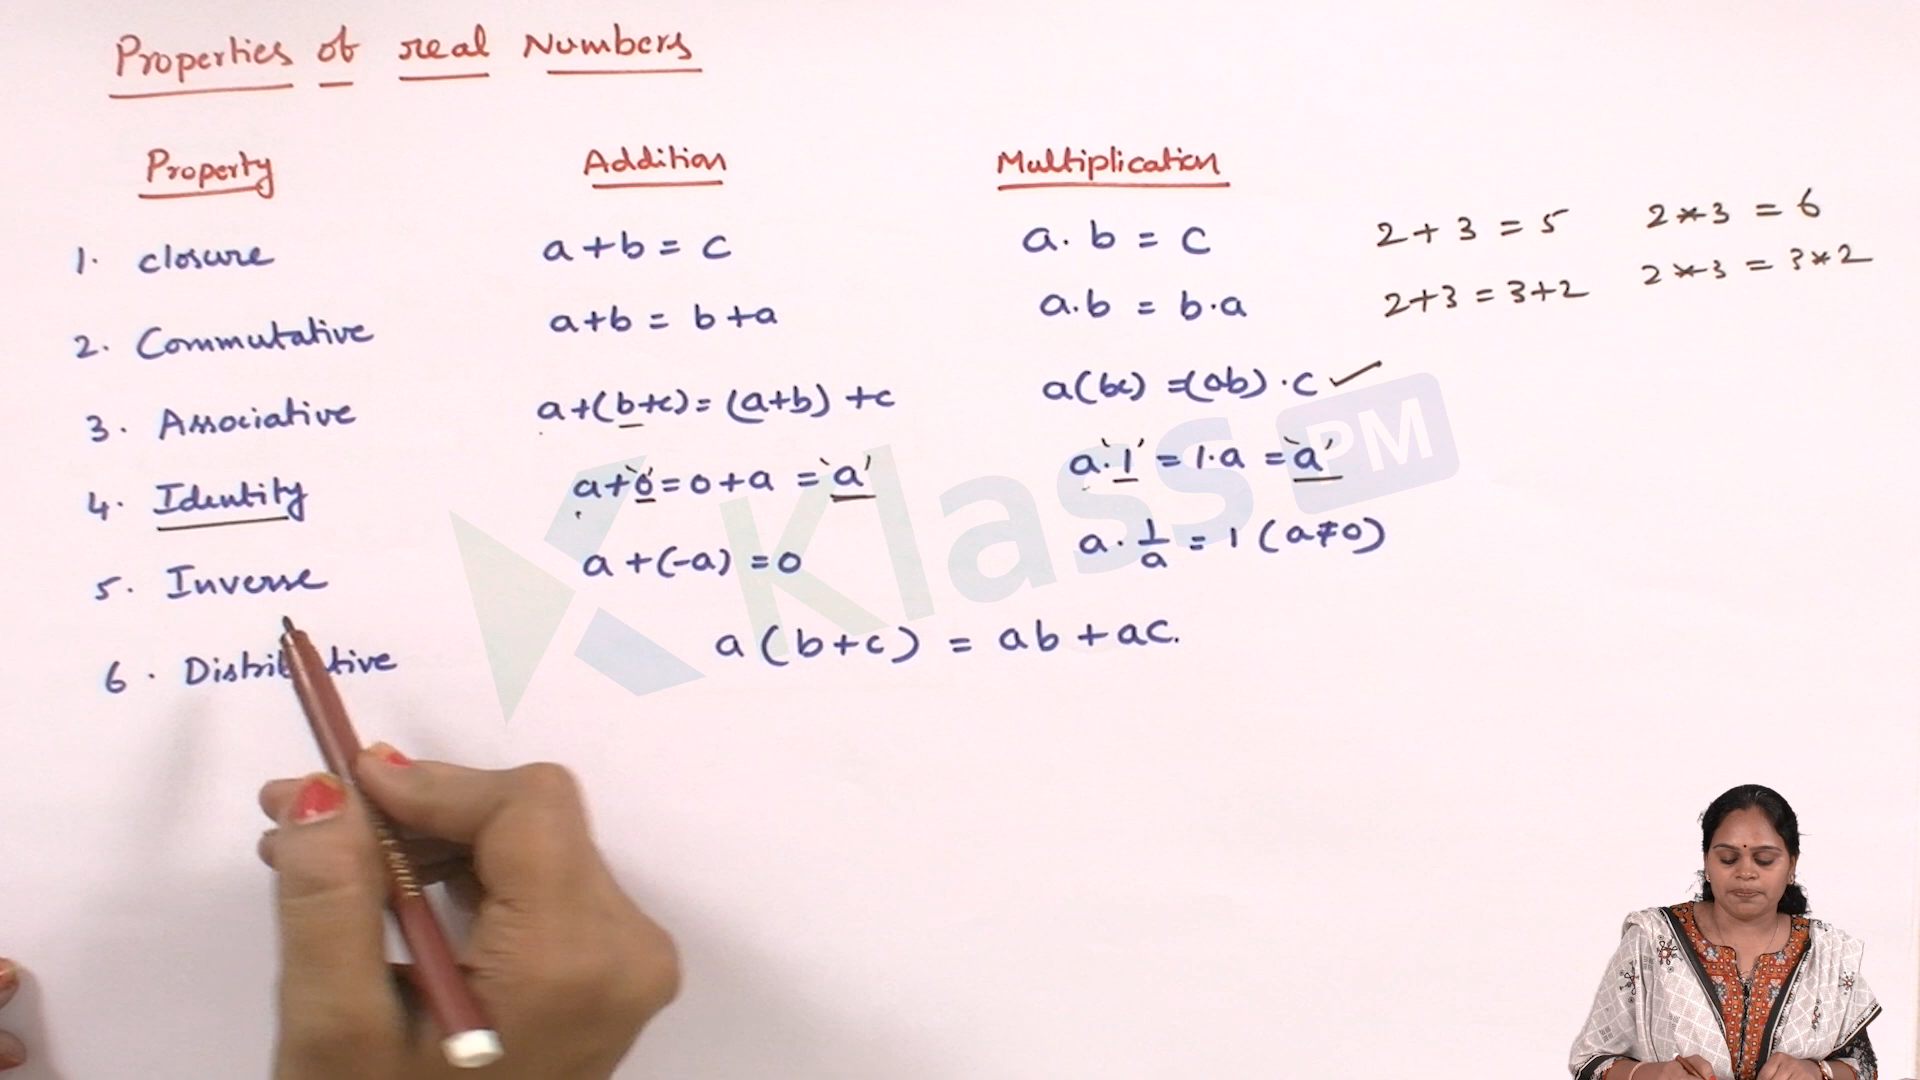 Properties of real Numbers
Property Addition Multiplication
1. closure a+b = c a.b = c 2+3 = 5 2*3 = 6
2. Commutative a+b = b+a a.b = b.a 2+3 = 3+2 2*3 = 3*2
3. Associative a+(b+c) = (a+b)+c a(bc) = (ab).c ✓
4. Identity a+'0' = 0+a = 'a' a.'1' = 1.a = 'a'
5. Inverse a+(-a) = 0 a.1/a = 1 (a≠0)
6. Distributive a(b+c) = ab+ac.
Klass PM